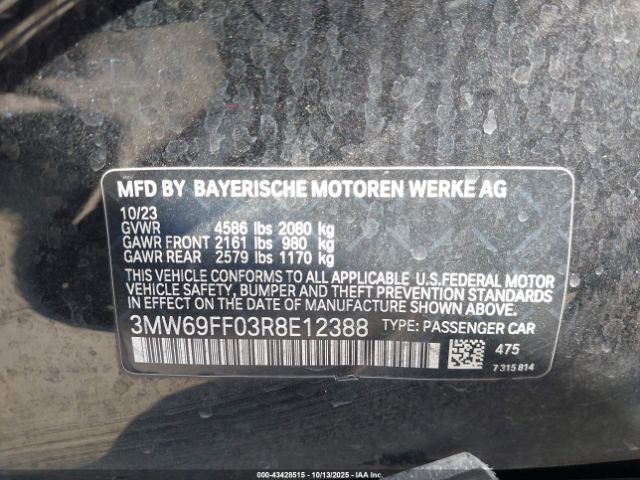 MFD BY BAYERISCHE MOTOREN WERKE AG
10/23
GVWR 4586 lbs 2080 kg
GAWR FRONT 2161 lbs 980 kg
GAWR REAR 2579 lbs 1170 kg
THIS VEHICLE CONFORMS TO ALL APPLICABLE U.S.FEDERAL MOTOR
VEHICLE SAFETY, BUMPER AND THEFT PREVENTION STANDARDS
IN EFFECT ON THE DATE OF MANUFACTURE SHOWN ABOVE.
3MW69FF03R8E12388 TYPE: PASSENGER CAR
475
7 315 814
000-43428515 - 10/13/2025 - IAA Inc.